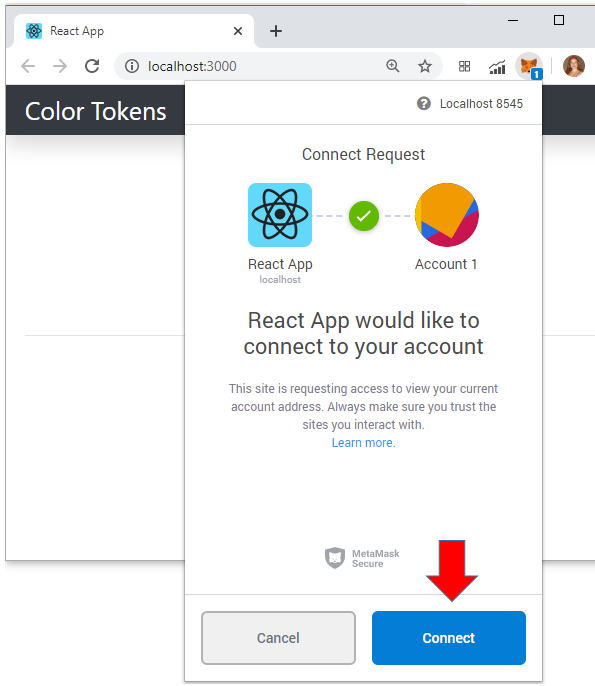 React App
localhost:3000
1
Color Tokens
Localhost 8545
Connect Request
React App
localhost
Account 1
React App would like to
connect to your account
This site is requesting access to view your current
account address. Always make sure you trust the
sites you interact with.
Learn more.
MetaMask
Secure
Cancel
Connect